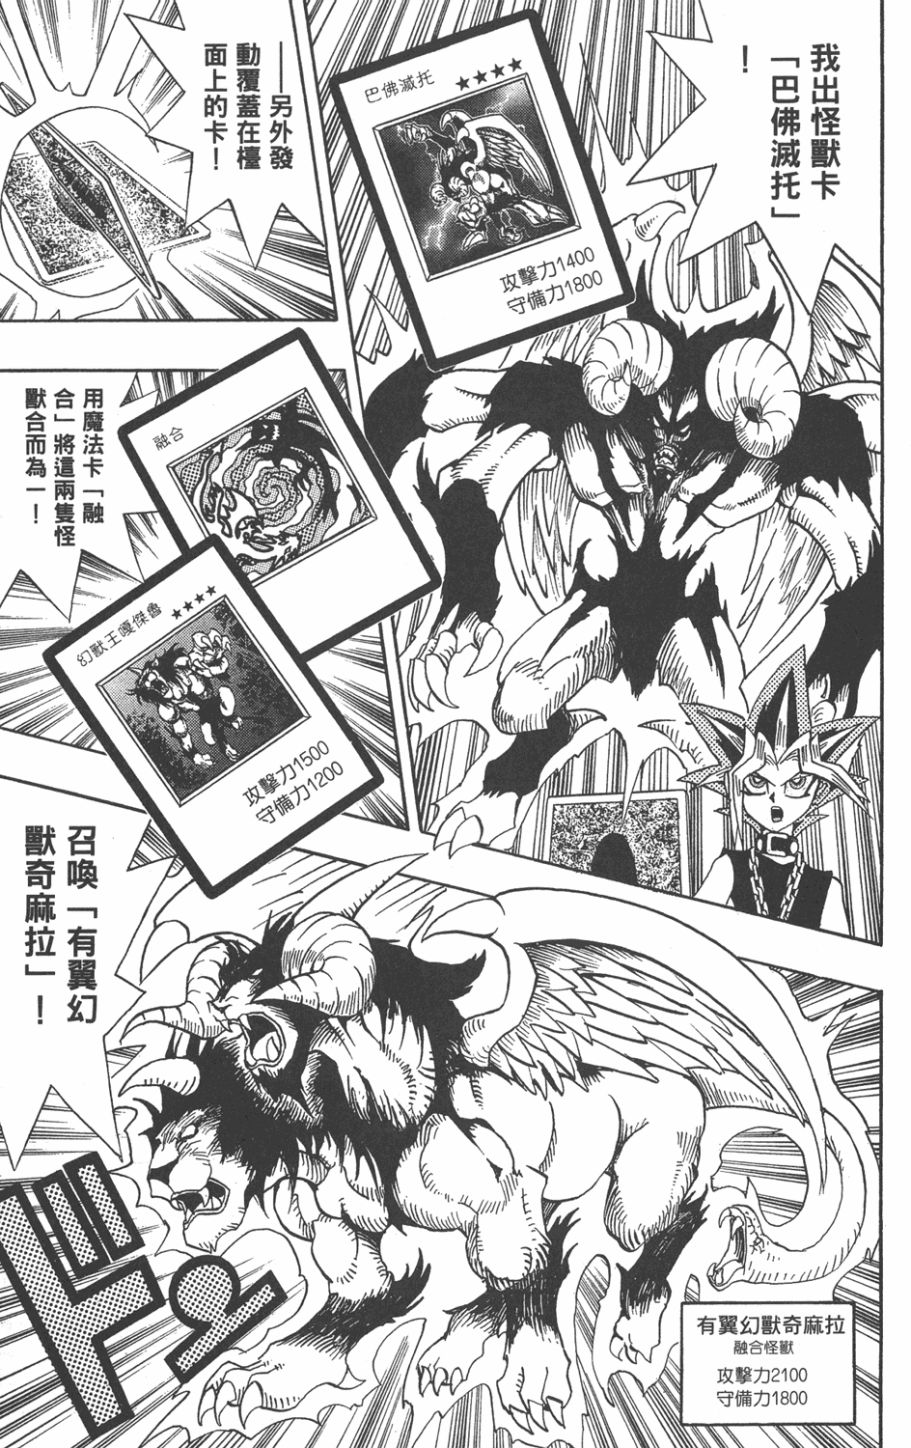 我出怪獸卡
「巴佛滅托」
！
巴佛滅托
★★★★
攻擊力1400
守備力1800
——另外發
動覆蓋在檯
面上的卡！
用魔法卡「融
合」將這兩隻怪
獸合而為一！
融合
幻獸王嘎傑魯
★★★★
攻擊力1500
守備力1200
召喚「有翼幻
獸奇麻拉」！
ドン
有翼幻獸奇麻拉
融合怪獸
攻擊力2100
守備力1800